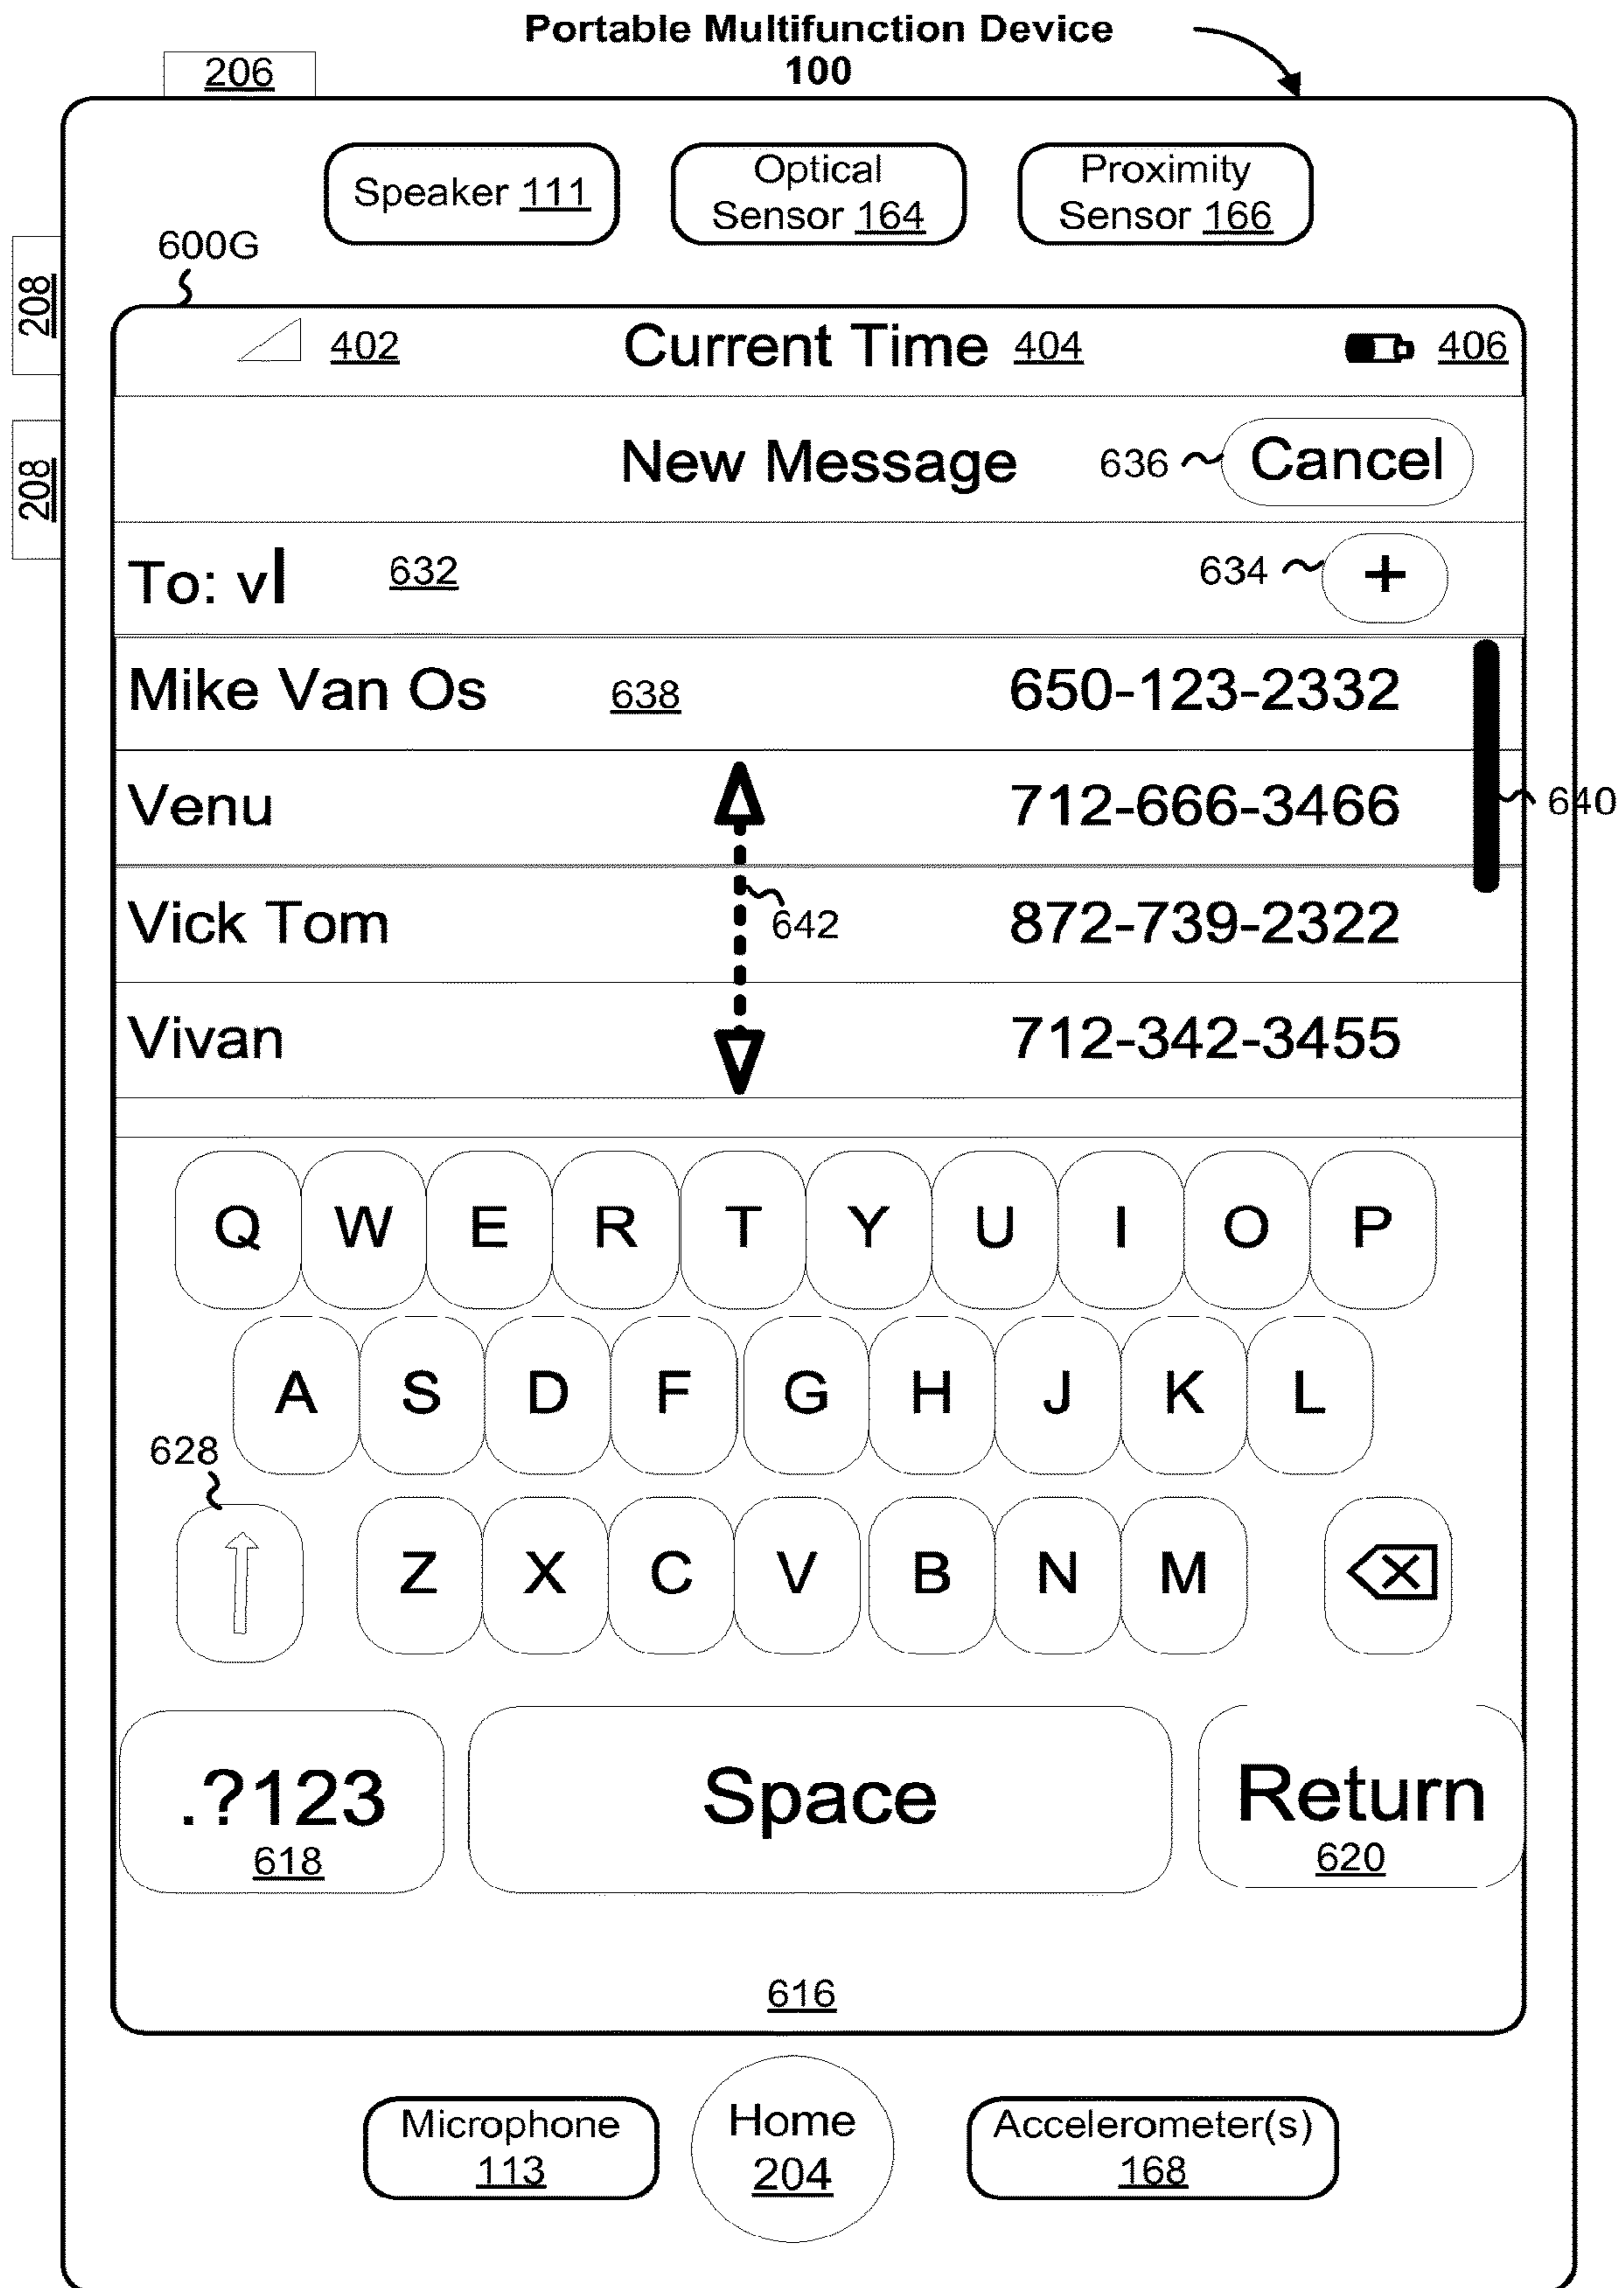 Portable Multifunction Device
100
206
Speaker 111
Optical
Sensor 164
Proximity
Sensor 166
600G
208
402 Current Time 404 406
208
New Message 636 Cancel
To: v 632 634 +
Mike Van Os 638 650-123-2332
Venu 712-666-3466 640
Vick Tom 642 872-739-2322
Vivan 712-342-3455
Q W E R T Y U I O P
A S D F G H J K L
628
Z X C V B N M
.?123 Space Return
618 620
616
Microphone
113
Home
204
Accelerometer(s)
168